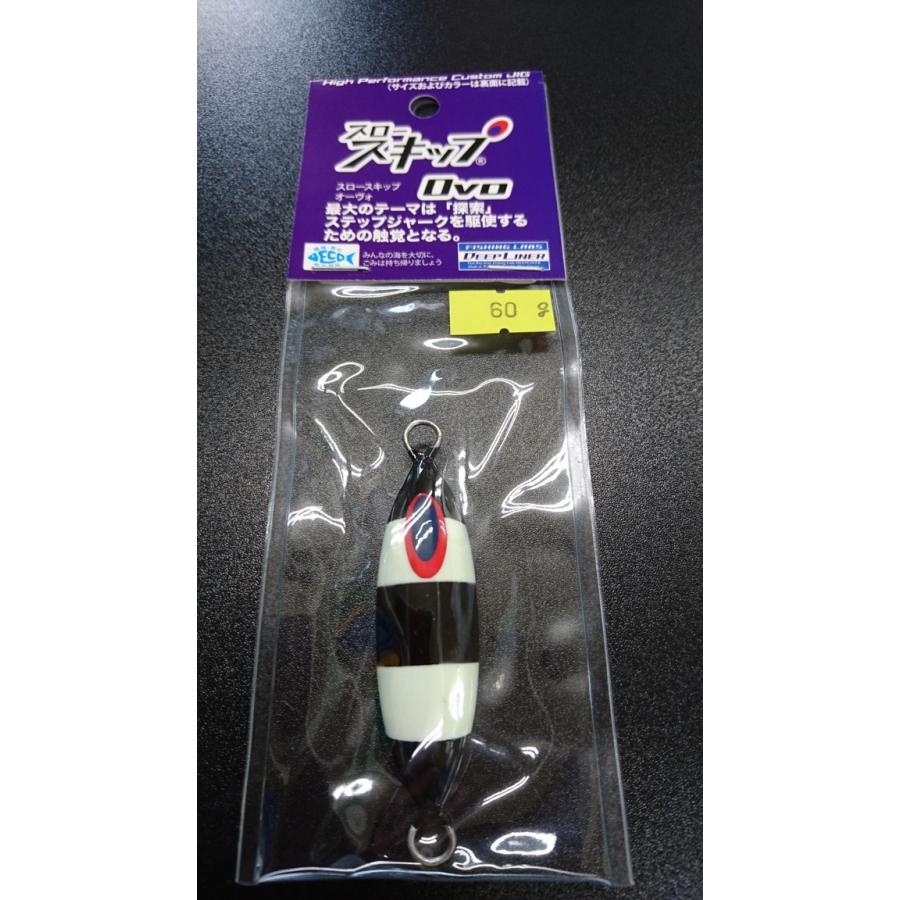 High Performance Custom JIG
(サイズおよびカラーは裏面に記載)
スロー
スキップ®
Ovo
スロースキップ
オーヴォ
最大のテーマは「探索」
ステップジャークを駆使する
ための触覚となる。
ECO
みんなの海を大切に、
ごみは持ち帰りましょう
FISHING LABS
DEEPLINER
60 g